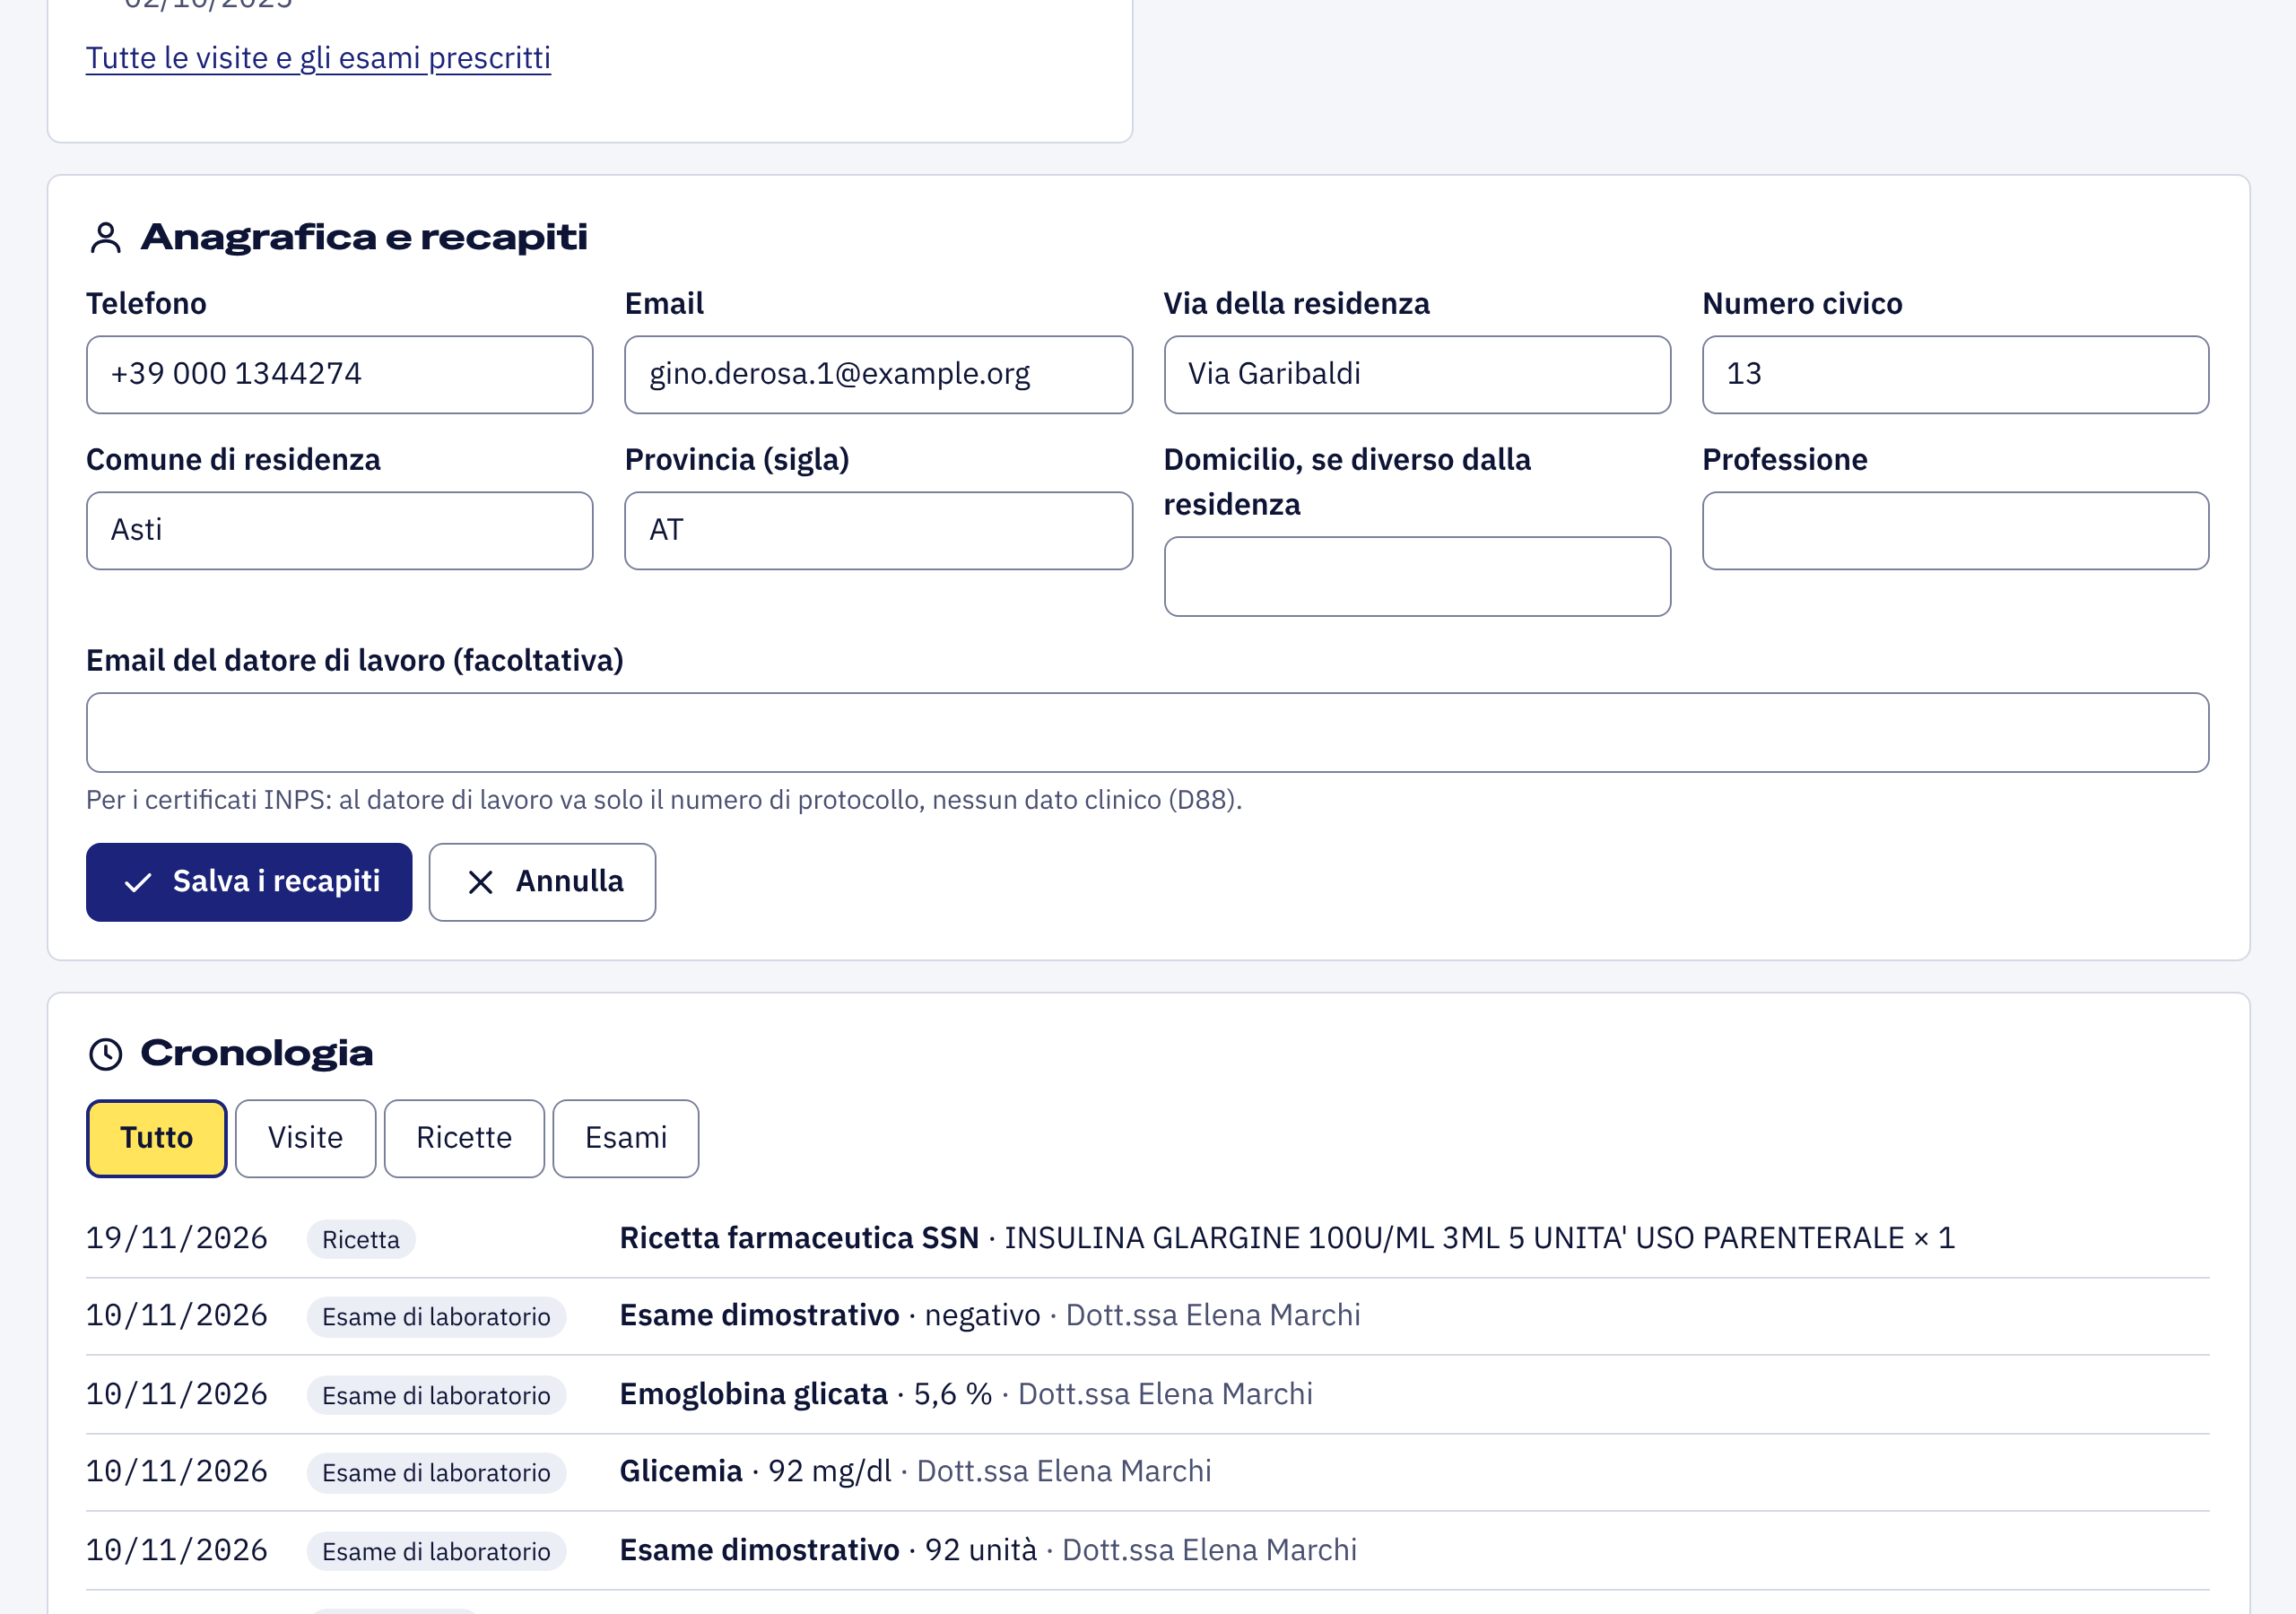 Tutte le visite e gli esami prescritti
Anagrafica e recapiti
Telefono
+39 000 1344274
Email
gino.derosa.1@example.org
Via della residenza
Via Garibaldi
Numero civico
13
Comune di residenza
Asti
Provincia (sigla)
AT
Domicilio, se diverso dalla
residenza
Professione
Email del datore di lavoro (facoltativa)
Per i certificati INPS: al datore di lavoro va solo il numero di protocollo, nessun dato clinico (D88).
Salva i recapiti
Annulla
Cronologia
Tutto
Visite
Ricette
Esami
19/11/2026 Ricetta Ricetta farmaceutica SSN · INSULINA GLARGINE 100U/ML 3ML 5 UNITA' USO PARENTERALE × 1
10/11/2026 Esame di laboratorio Esame dimostrativo · negativo · Dott.ssa Elena Marchi
10/11/2026 Esame di laboratorio Emoglobina glicata · 5,6 % · Dott.ssa Elena Marchi
10/11/2026 Esame di laboratorio Glicemia · 92 mg/dl · Dott.ssa Elena Marchi
10/11/2026 Esame di laboratorio Esame dimostrativo · 92 unità · Dott.ssa Elena Marchi